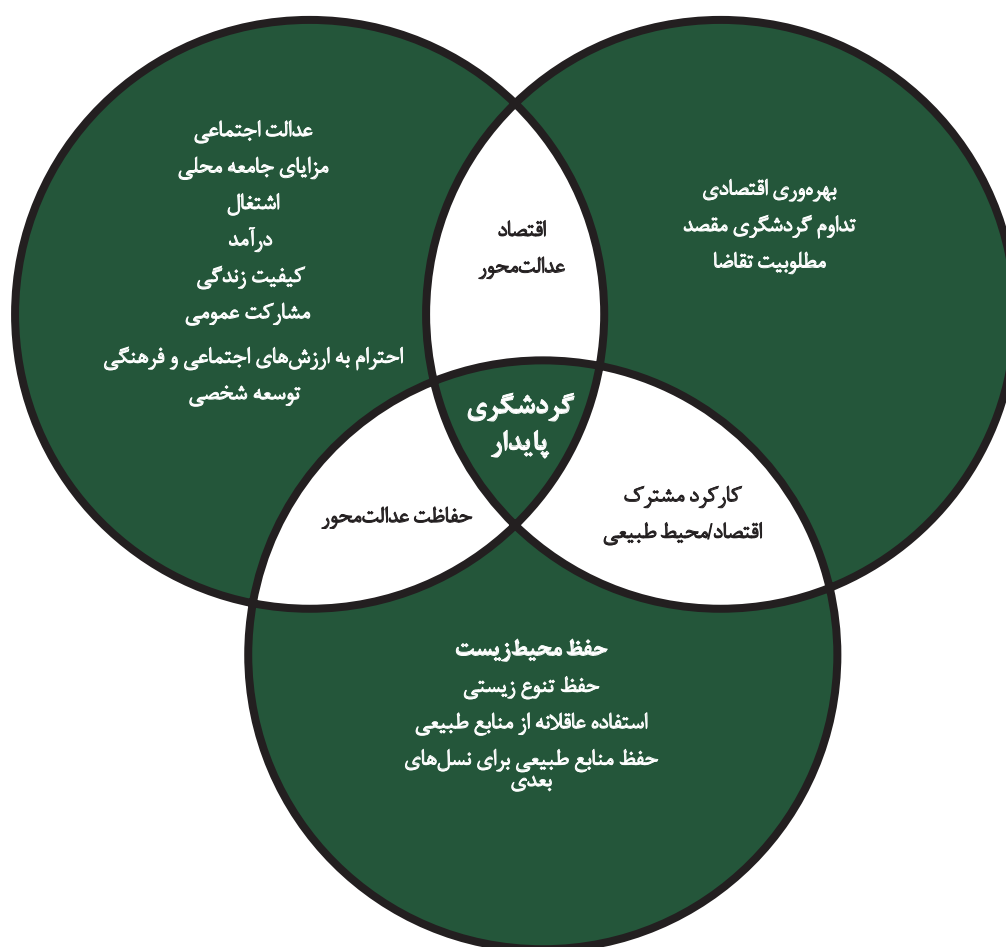 بهره‌وری اقتصادی
تداوم گردشگری مقصد
مطلوبیت تقاضا
اقتصاد
عدالت‌محور
عدالت اجتماعی
مزایای جامعه محلی
اشتغال
درآمد
کیفیت زندگی
مشارکت عمومی
احترام به ارزش‌های اجتماعی و فرهنگی
توسعه شخصی
گردشگری
پایدار
کارکرد مشترک
اقتصاد/محیط طبیعی
حفاظت عدالت‌محور
حفظ محیط‌زیست
حفظ تنوع زیستی
استفاده عاقلانه از منابع طبیعی
حفظ منابع طبیعی برای نسل‌های
بعدی